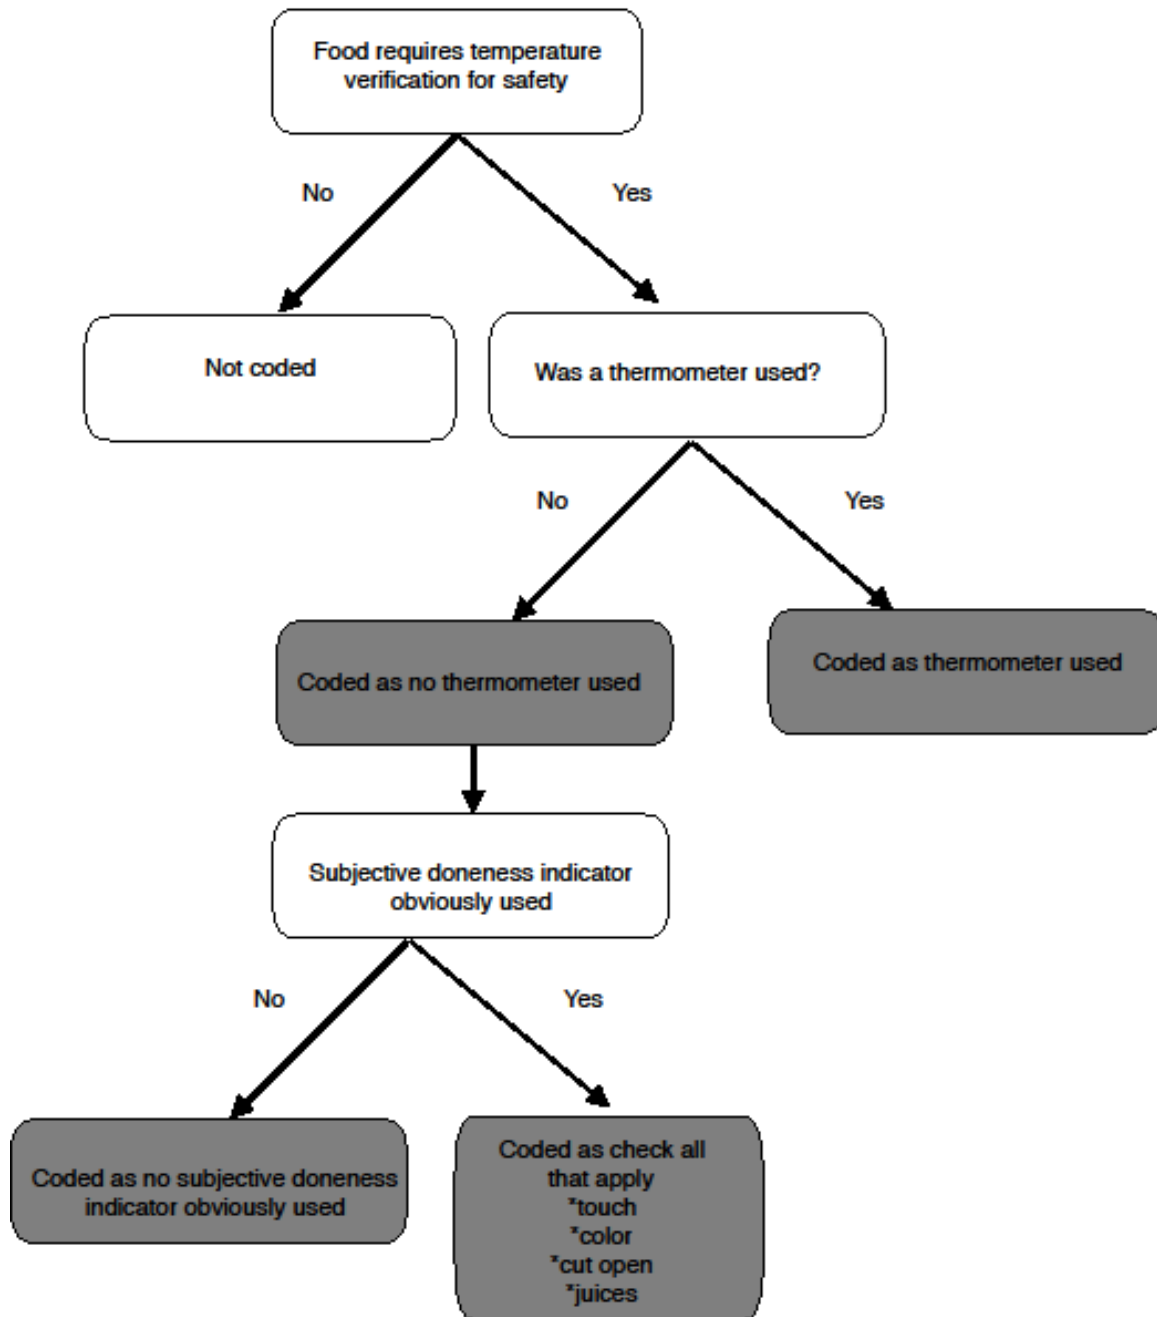 Food requires temperature
verification for safety
No
Yes
Not coded
Was a thermometer used?
No
Yes
Coded as no thermometer used
Coded as thermometer used
Subjective doneness indicator
obviously used
No
Yes
Coded as no subjective doneness
indicator obviously used
Coded as check all
that apply
*touch
*color
*cut open
*juices